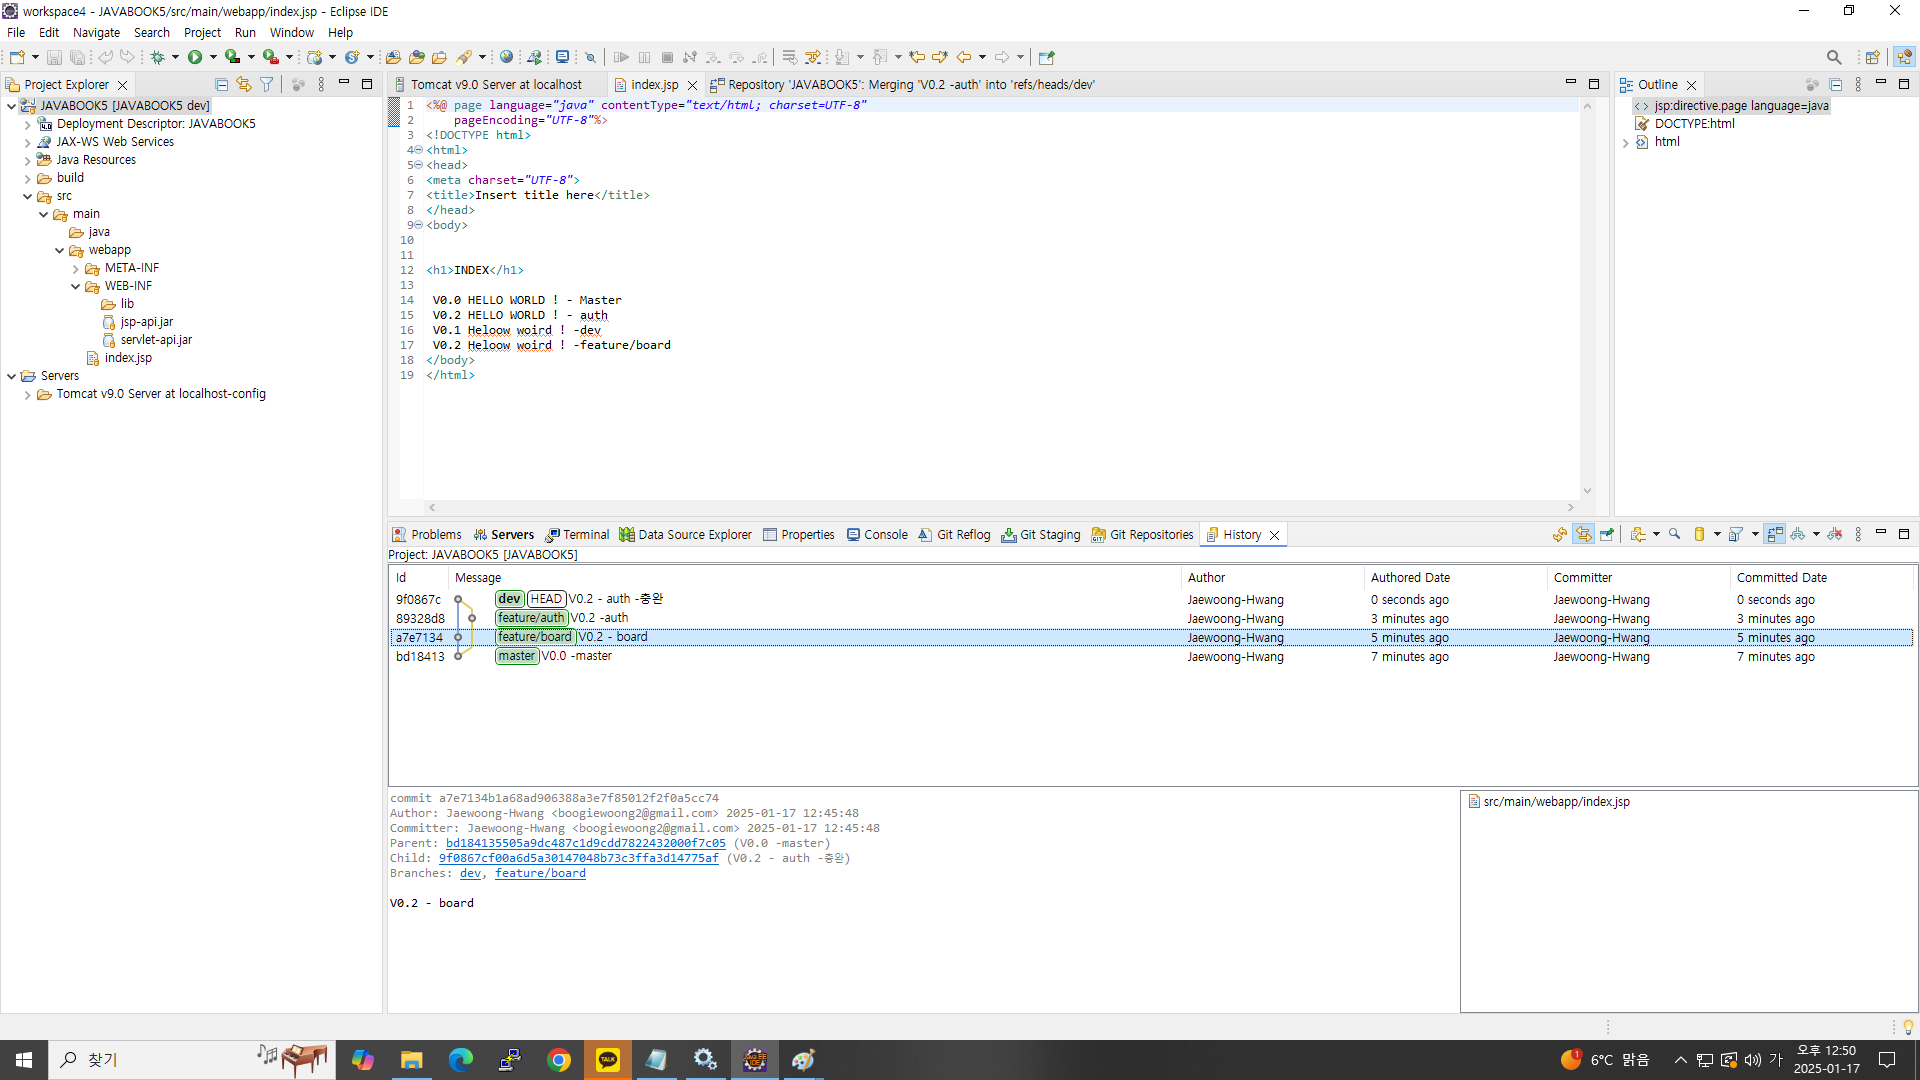 workspace4 - JAVABOOK5/src/main/webapp/index.jsp - Eclipse IDE
File Edit Navigate Search Project Run Window Help
Project Explorer
JAVABOOK5 [JAVABOOK5 dev]
Deployment Descriptor: JAVABOOK5
JAX-WS Web Services
Java Resources
build
src
main
java
webapp
META-INF
WEB-INF
lib
jsp-api.jar
servlet-api.jar
index.jsp
Servers
Tomcat v9.0 Server at localhost-config
Tomcat v9.0 Server at localhost index.jsp Repository 'JAVABOOK5': Merging 'V0.2 -auth' into 'refs/heads/dev'
1 <%@ page language="java" contentType="text/html; charset=UTF-8"
2 pageEncoding="UTF-8"%>
3 <!DOCTYPE html>
4 <html>
5 <head>
6 <meta charset="UTF-8">
7 <title>Insert title here</title>
8 </head>
9 <body>
10
11
12 <h1>INDEX</h1>
13
14 V0.0 HELLO WORLD ! - Master
15 V0.2 HELLO WORLD ! - auth
16 V0.1 Heloow woird ! -dev
17 V0.2 Heloow woird ! -feature/board
18 </body>
19 </html>
Outline
jsp:directive.page language=java
DOCTYPE:html
html
Problems Servers Terminal Data Source Explorer Properties Console Git Reflog Git Staging Git Repositories History
Project: JAVABOOK5 [JAVABOOK5]
Id Message Author Authored Date Committer Committed Date
9f0867c dev HEAD V0.2 - auth -충완 Jaewoong-Hwang 0 seconds ago Jaewoong-Hwang 0 seconds ago
89328d8 feature/auth V0.2 -auth Jaewoong-Hwang 3 minutes ago Jaewoong-Hwang 3 minutes ago
a7e7134 feature/board V0.2 - board Jaewoong-Hwang 5 minutes ago Jaewoong-Hwang 5 minutes ago
bd18413 master V0.0 -master Jaewoong-Hwang 7 minutes ago Jaewoong-Hwang 7 minutes ago
commit a7e7134b1a68ad906388a3e7f85012f2f0a5cc74
Author: Jaewoong-Hwang <boogiewoong2@gmail.com> 2025-01-17 12:45:48
Committer: Jaewoong-Hwang <boogiewoong2@gmail.com> 2025-01-17 12:45:48
Parent: bd184135505a9dc487c1d9cdd7822432000f7c05 (V0.0 -master)
Child: 9f0867cf00a6d5a30147048b73c3ffa3d14775af (V0.2 - auth -충완)
Branches: dev, feature/board
V0.2 - board
src/main/webapp/index.jsp
찾기
TALK
1
6°C 맑음
가
오후 12:50
2025-01-17